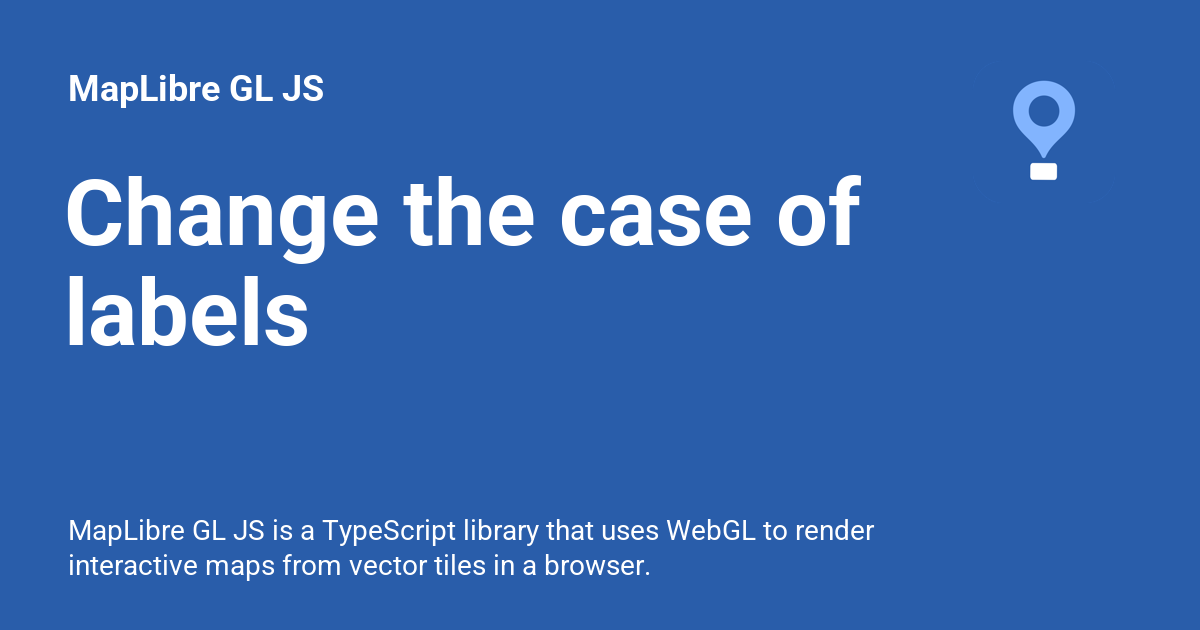 MapLibre GL JS
Change the case of
labels
MapLibre GL JS is a TypeScript library that uses WebGL to render
interactive maps from vector tiles in a browser.